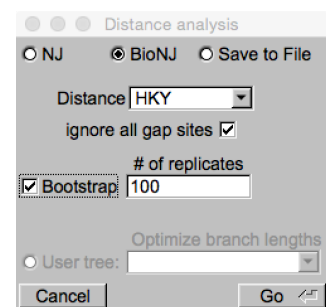 Distance analysis
NJ BioNJ Save to File
Distance HKY
ignore all gap sites
# of replicates
Bootstrap 100
Optimize branch lengths
User tree:
Cancel Go